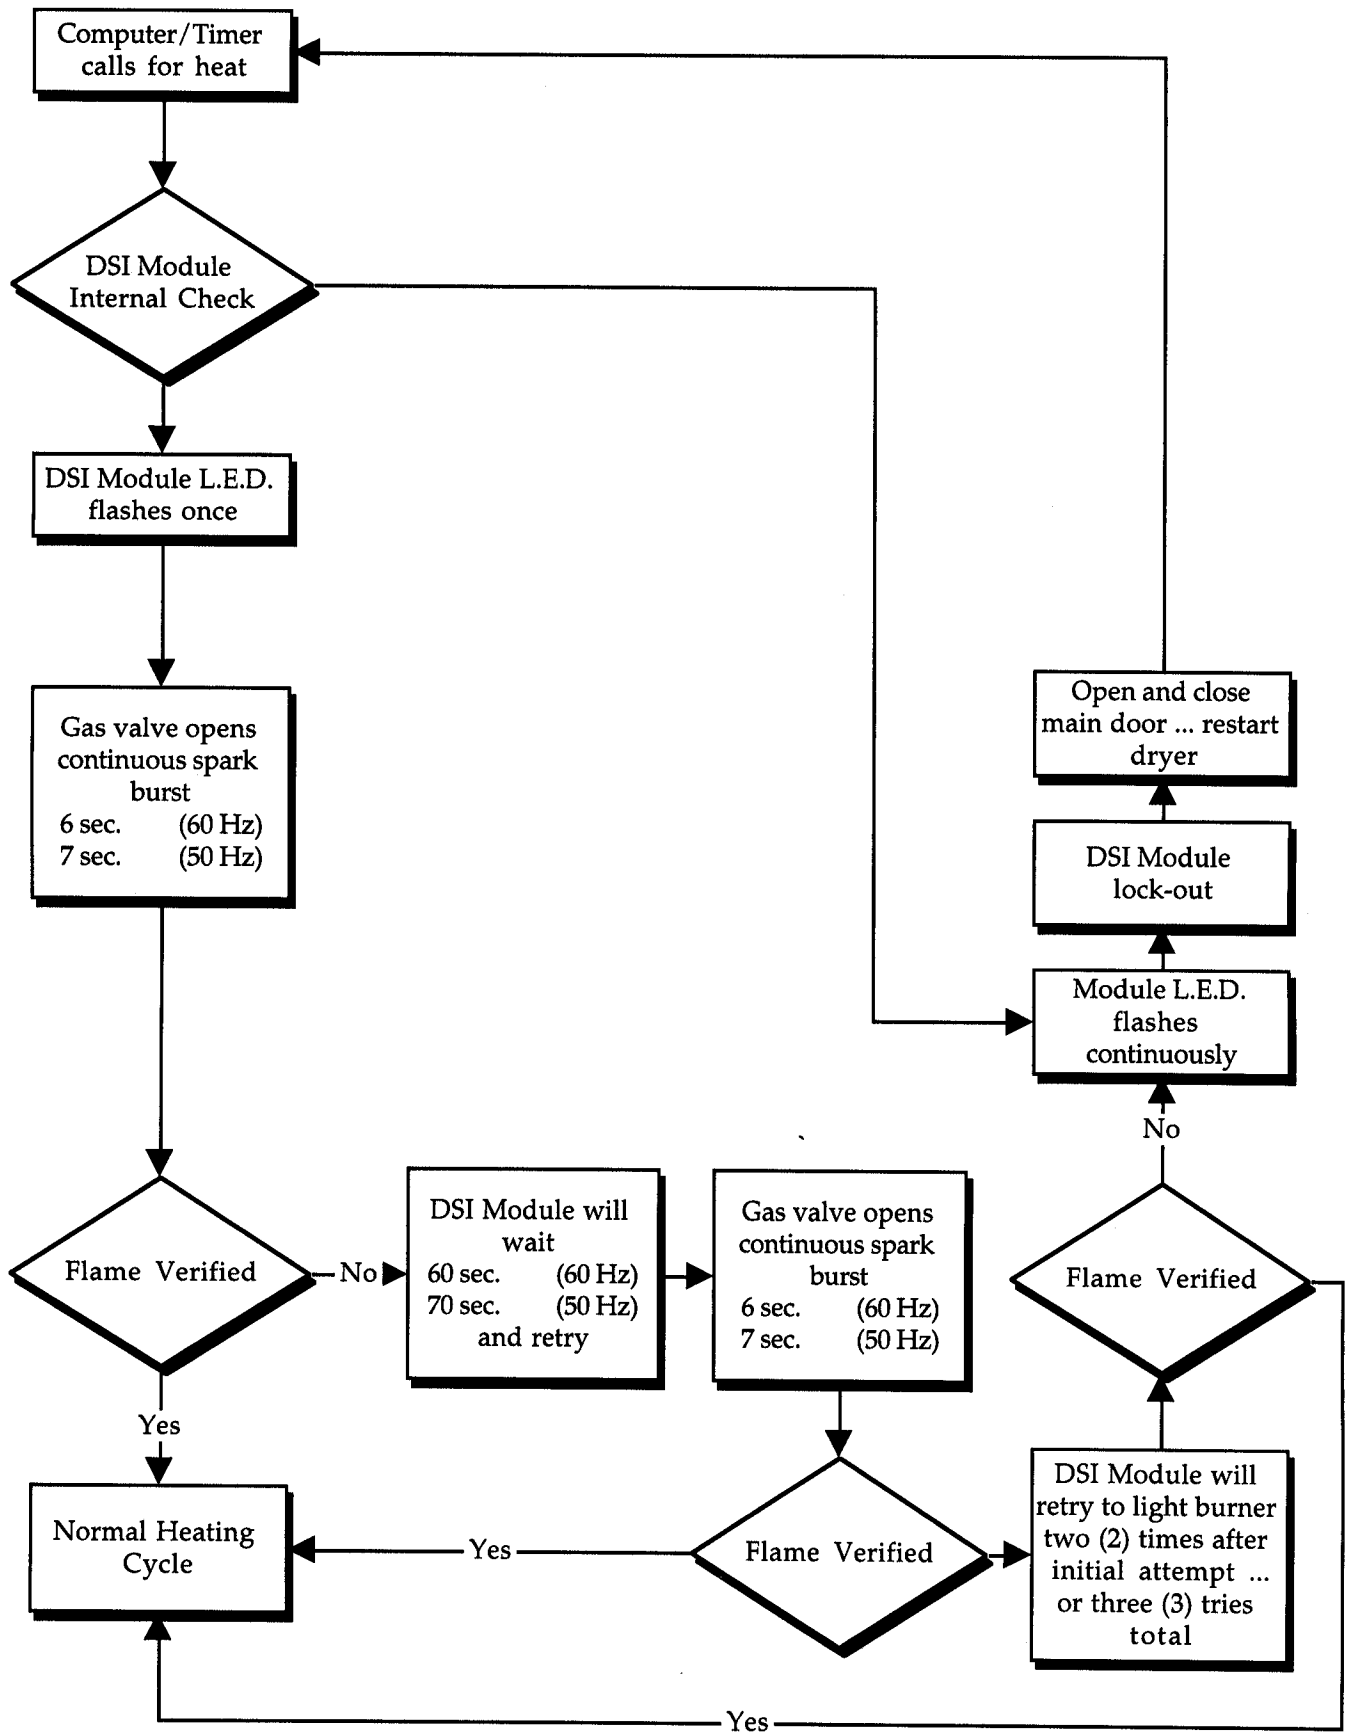 Computer/Timer
calls for heat
DSI Module
Internal Check
DSI Module L.E.D.
flashes once
Gas valve opens
continuous spark
burst
6 sec. (60 Hz)
7 sec. (50 Hz)
Open and close
main door ... restart
dryer
DSI Module
lock-out
Module L.E.D.
flashes
continuously
No
Flame Verified
No
DSI Module will
wait
60 sec. (60 Hz)
70 sec. (50 Hz)
and retry
Gas valve opens
continuous spark
burst
6 sec. (60 Hz)
7 sec. (50 Hz)
Flame Verified
Yes
Normal Heating
Cycle
Yes
Flame Verified
DSI Module will
retry to light burner
two (2) times after
initial attempt ...
or three (3) tries
total
Yes